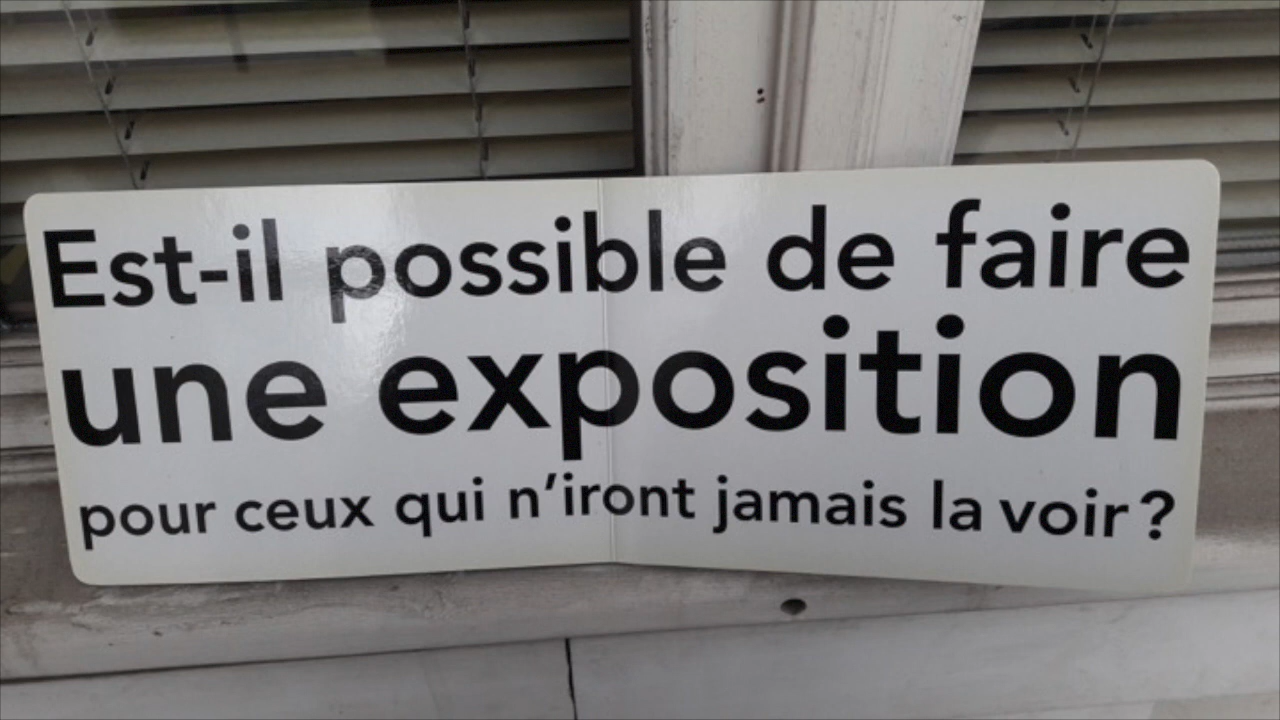 Est-il possible de faire
une exposition
pour ceux qui n'iront jamais la voir ?